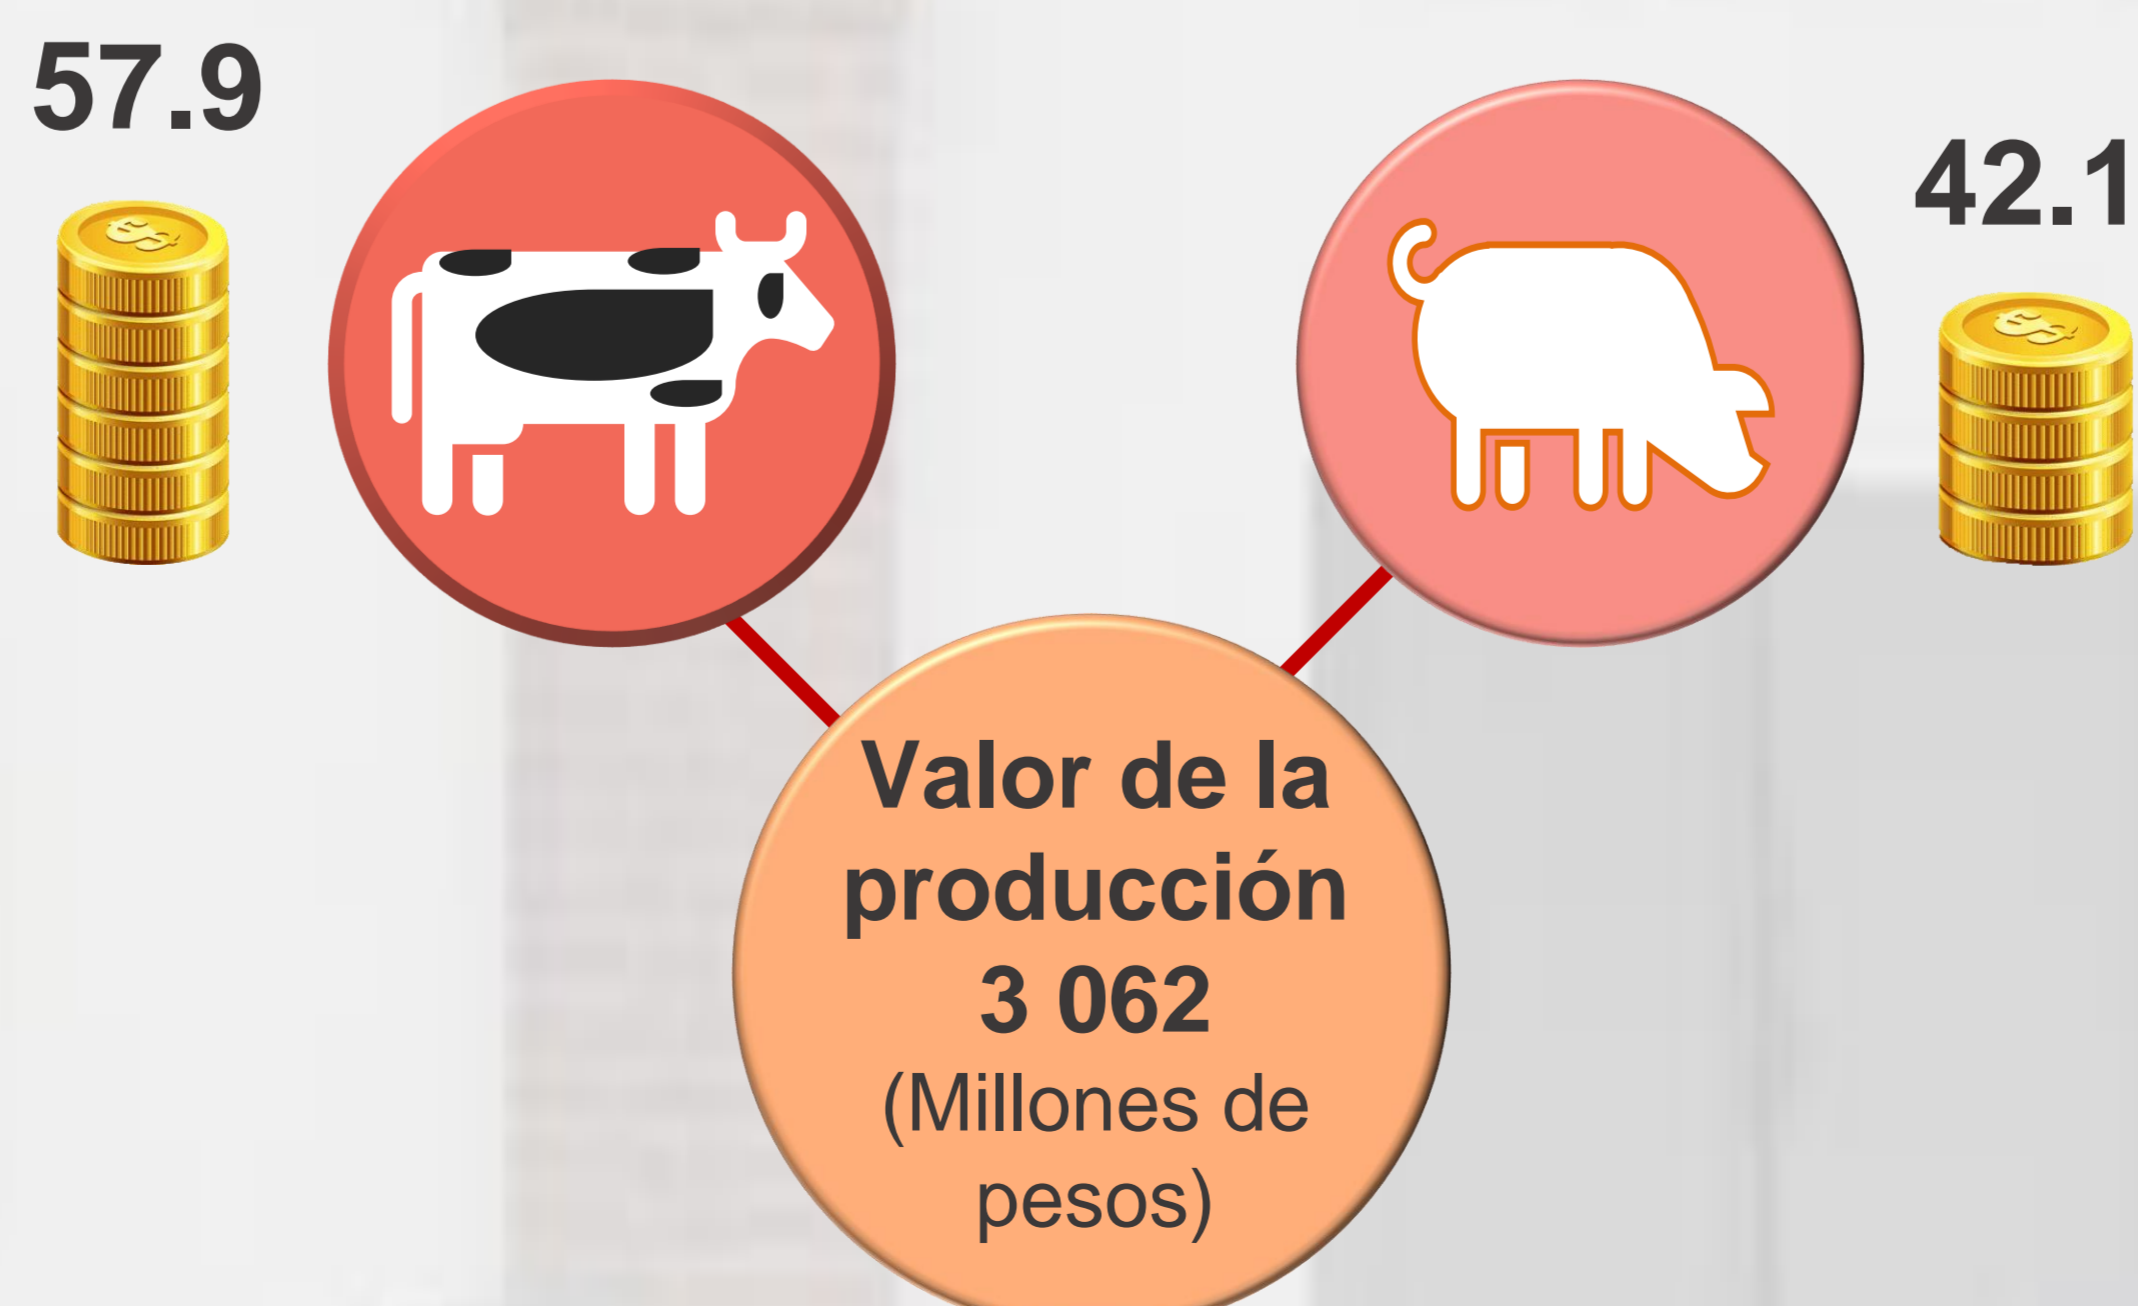 57.9
42.1
Valor de la
producción
3 062
(Millones de
pesos)